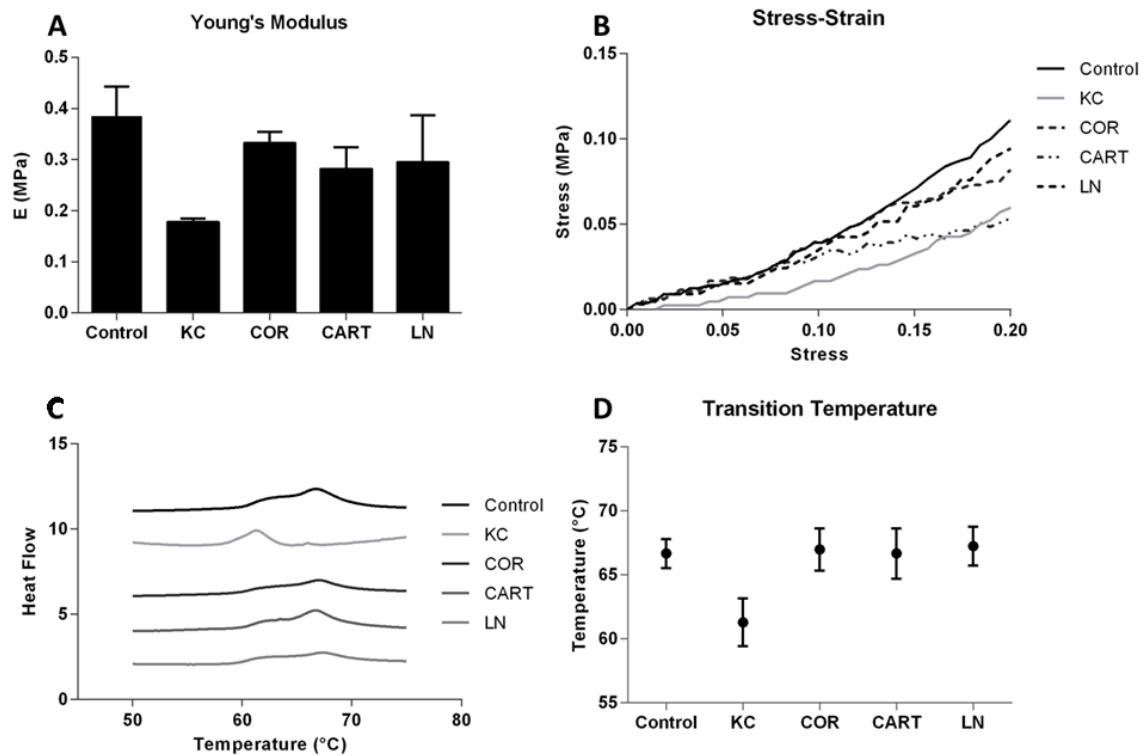 A
Young's Modulus
E (MPa)
0.5
0.4
0.3
0.2
0.1
0.0
Control KC COR CART LN
B
Stress-Strain
Stress (MPa)
0.15
0.10
0.05
0.00
0.00 0.05 0.10 0.15 0.20
Stress
Control
KC
COR
CART
LN
C
Heat Flow
15
10
5
0
50 60 70 80
Temperature (°C)
Control
KC
COR
CART
LN
D
Transition Temperature
Temperature (°C)
75
70
65
60
55
Control KC COR CART LN